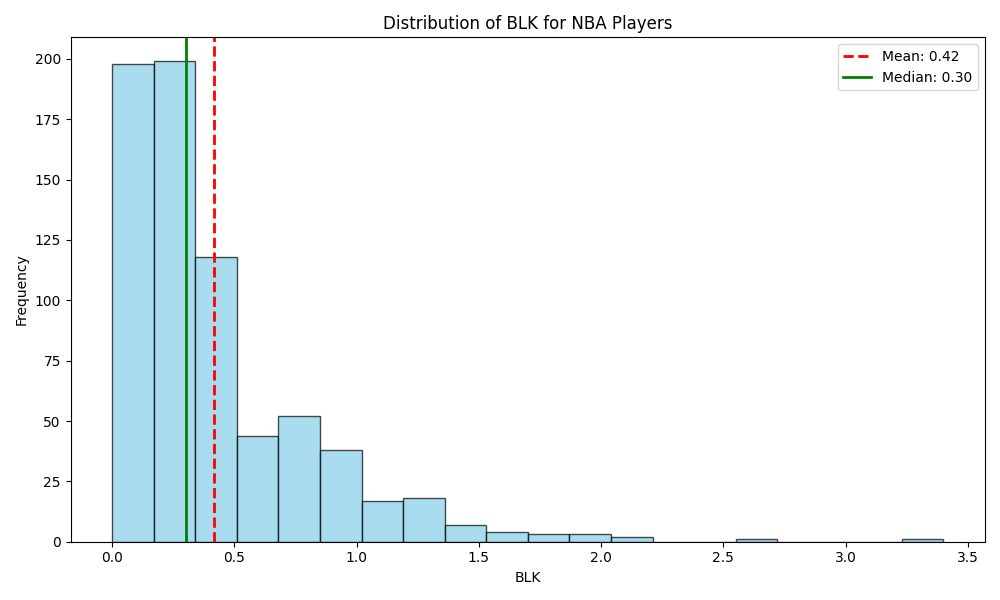 Distribution of BLK for NBA Players
Mean: 0.42
Median: 0.30
Frequency
200
175
150
125
100
75
50
25
0
0.0 0.5 1.0 1.5 2.0 2.5 3.0 3.5
BLK